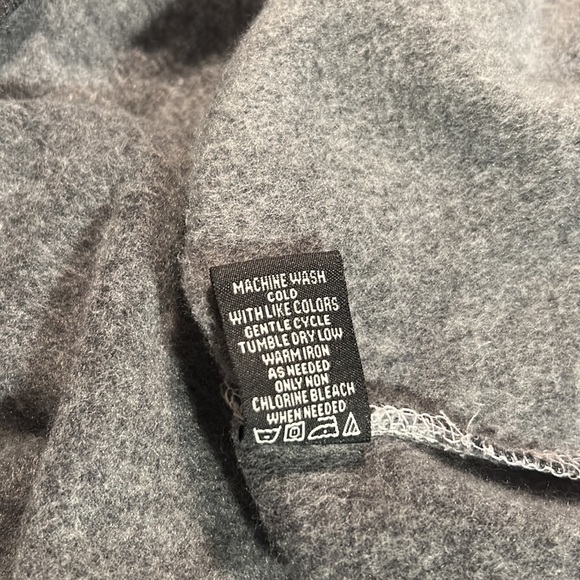 MACHINE WASH
COLD
WITH LIKE COLORS
GENTLE CYCLE
TUMBLE DRY LOW
WARM IRON
AS NEEDED
ONLY NON
CHLORINE BLEACH
WHEN NEEDED